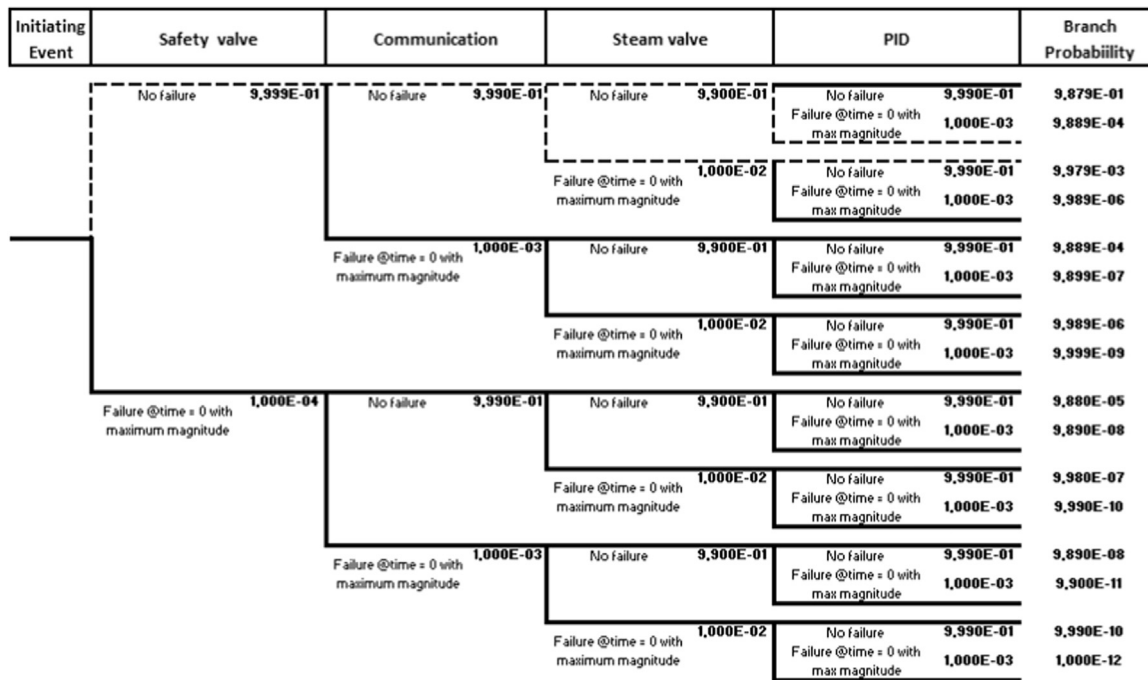 Initiating Event
Safety valve
Communication
Steam valve
PID
Branch Probabiility
No failure 9,999E-01 No failure 9,990E-01 No failure 9,900E-01 No failure 9,990E-01 9,879E-01
Failure @time = 0 with max magnitude 1,000E-03 9,889E-04
Failure @time = 0 with maximum magnitude 1,000E-02 No failure 9,990E-01 9,979E-03
Failure @time = 0 with max magnitude 1,000E-03 9,989E-06
Failure @time = 0 with maximum magnitude 1,000E-03 No failure 9,900E-01 No failure 9,990E-01 9,889E-04
Failure @time = 0 with max magnitude 1,000E-03 9,899E-07
Failure @time = 0 with maximum magnitude 1,000E-02 No failure 9,990E-01 9,989E-06
Failure @time = 0 with max magnitude 1,000E-03 9,999E-09
Failure @time = 0 with maximum magnitude 1,000E-04 No failure 9,990E-01 No failure 9,900E-01 No failure 9,990E-01 9,880E-05
Failure @time = 0 with max magnitude 1,000E-03 9,890E-08
Failure @time = 0 with maximum magnitude 1,000E-02 No failure 9,990E-01 9,980E-07
Failure @time = 0 with max magnitude 1,000E-03 9,990E-10
Failure @time = 0 with maximum magnitude 1,000E-03 No failure 9,900E-01 No failure 9,990E-01 9,890E-08
Failure @time = 0 with max magnitude 1,000E-03 9,900E-11
Failure @time = 0 with maximum magnitude 1,000E-02 No failure 9,990E-01 9,990E-10
Failure @time = 0 with max magnitude 1,000E-03 1,000E-12